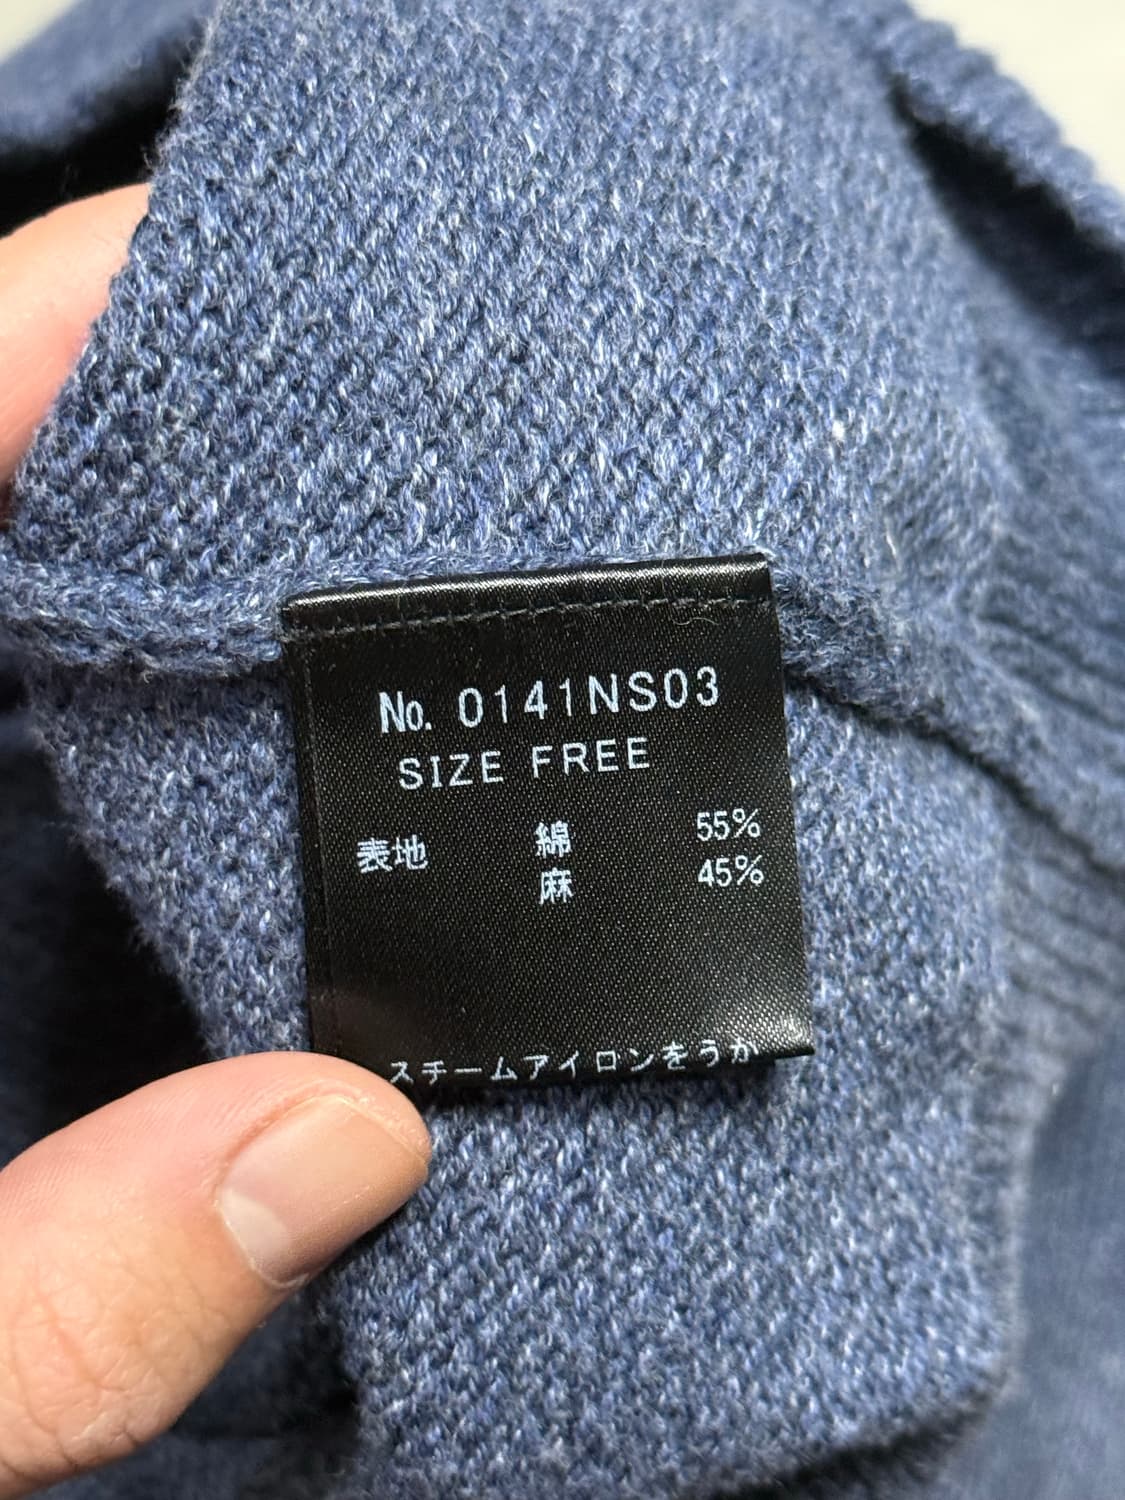 No. 0141NS03
SIZE FREE
表地 綿 55%
麻 45%
スチームアイロンをうか